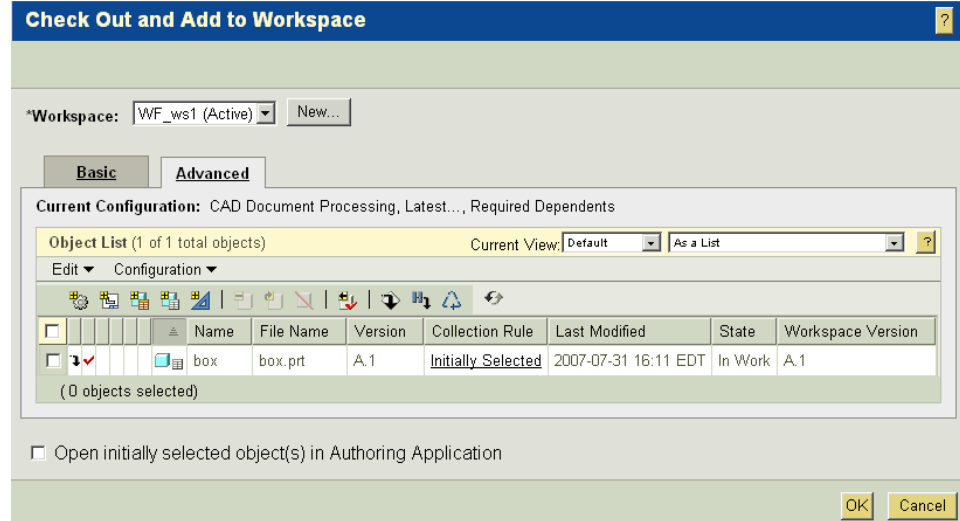 Check Out and Add to Workspace ?
*Workspace: WF_ws1 (Active) New...
Basic Advanced
Current Configuration: CAD Document Processing, Latest..., Required Dependents
Object List (1 of 1 total objects) Current View: Default As a List ?
Edit Configuration
Name File Name Version Collection Rule Last Modified State Workspace Version
box box.prt A.1 Initially Selected 2007-07-31 16:11 EDT In Work A.1
(0 objects selected)
Open initially selected object(s) in Authoring Application
OK Cancel